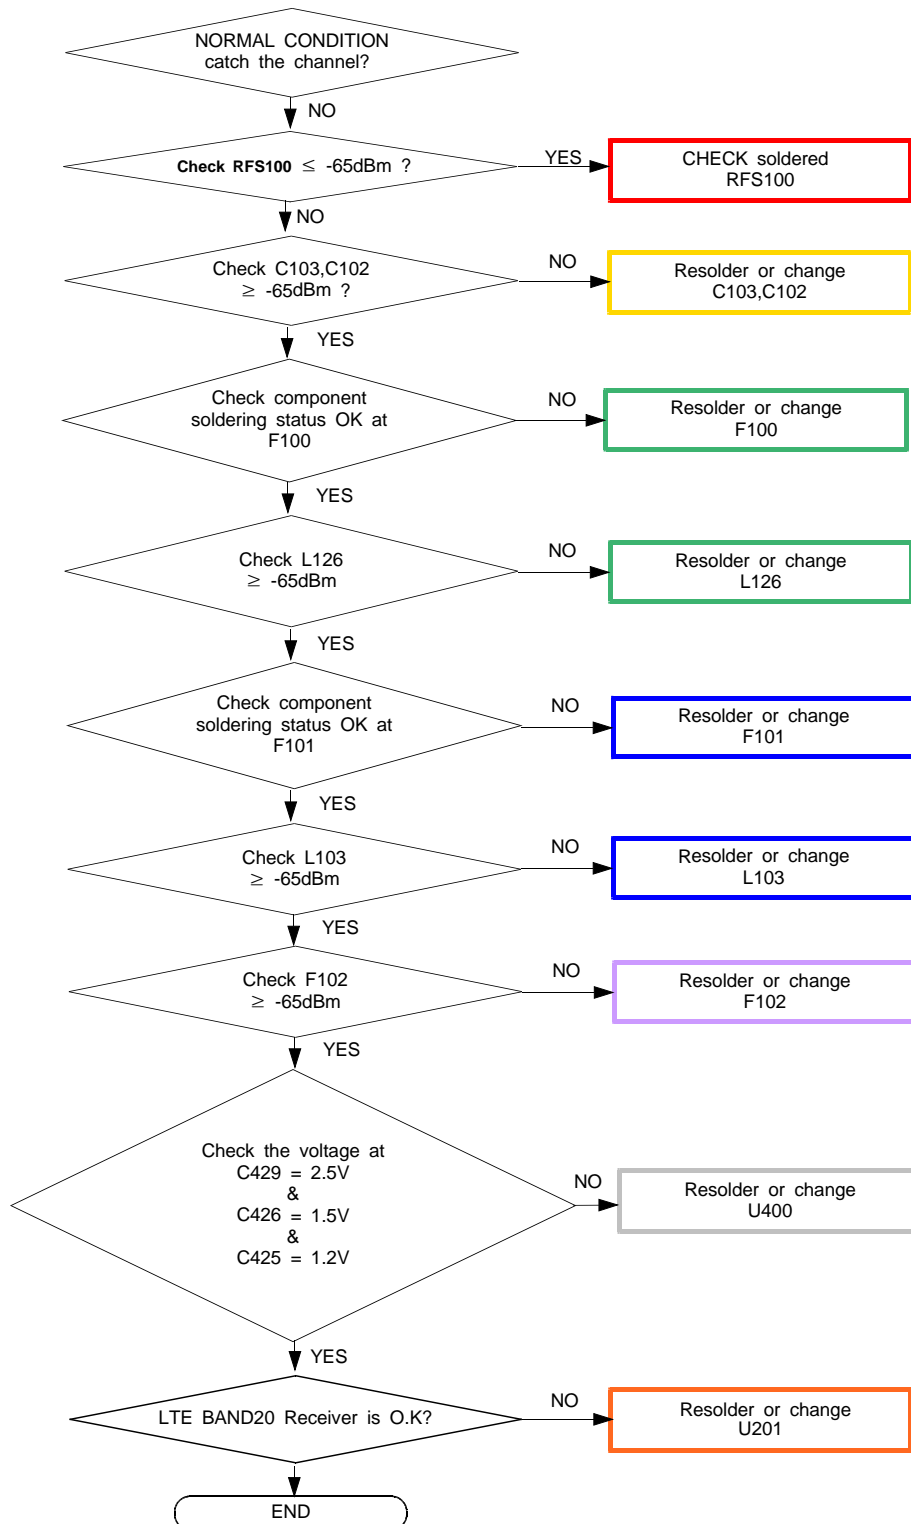 NORMAL CONDITION
catch the channel?
NO
Check RFS100 ≤ -65dBm ?
YES
CHECK soldered
RFS100
NO
Check C103,C102
≥ -65dBm ?
NO
Resolder or change
C103,C102
YES
Check component
soldering status OK at
F100
NO
Resolder or change
F100
YES
Check L126
≥ -65dBm
NO
Resolder or change
L126
YES
Check component
soldering status OK at
F101
NO
Resolder or change
F101
YES
Check L103
≥ -65dBm
NO
Resolder or change
L103
YES
Check F102
≥ -65dBm
NO
Resolder or change
F102
YES
Check the voltage at
C429 = 2.5V
&
C426 = 1.5V
&
C425 = 1.2V
NO
Resolder or change
U400
YES
LTE BAND20 Receiver is O.K?
NO
Resolder or change
U201
END